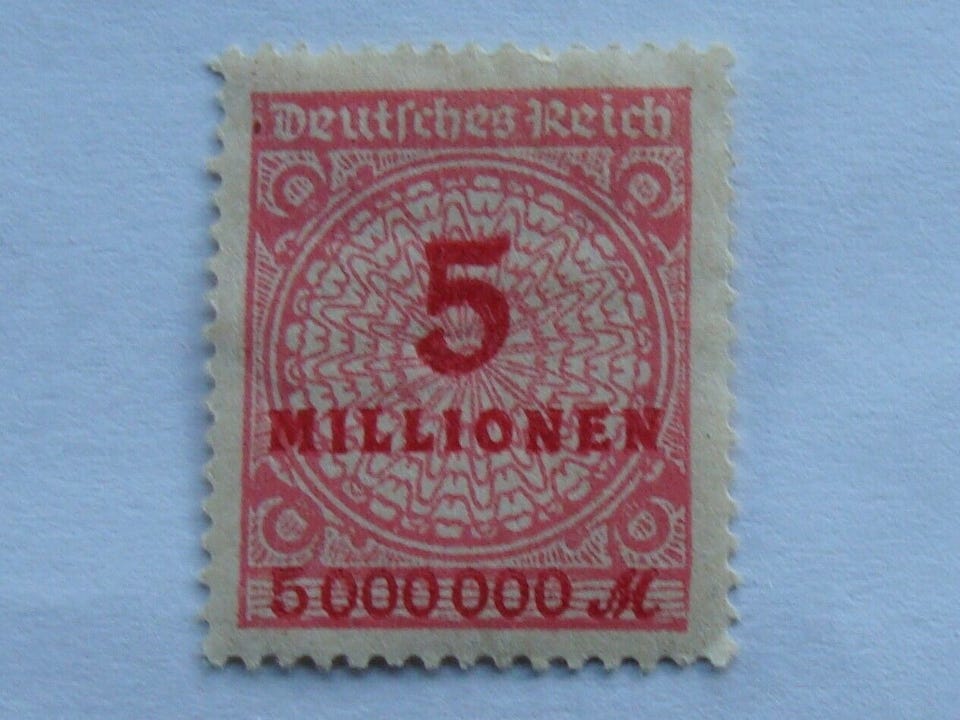 Deutsches Reich
5
MILLIONEN
5000000 M